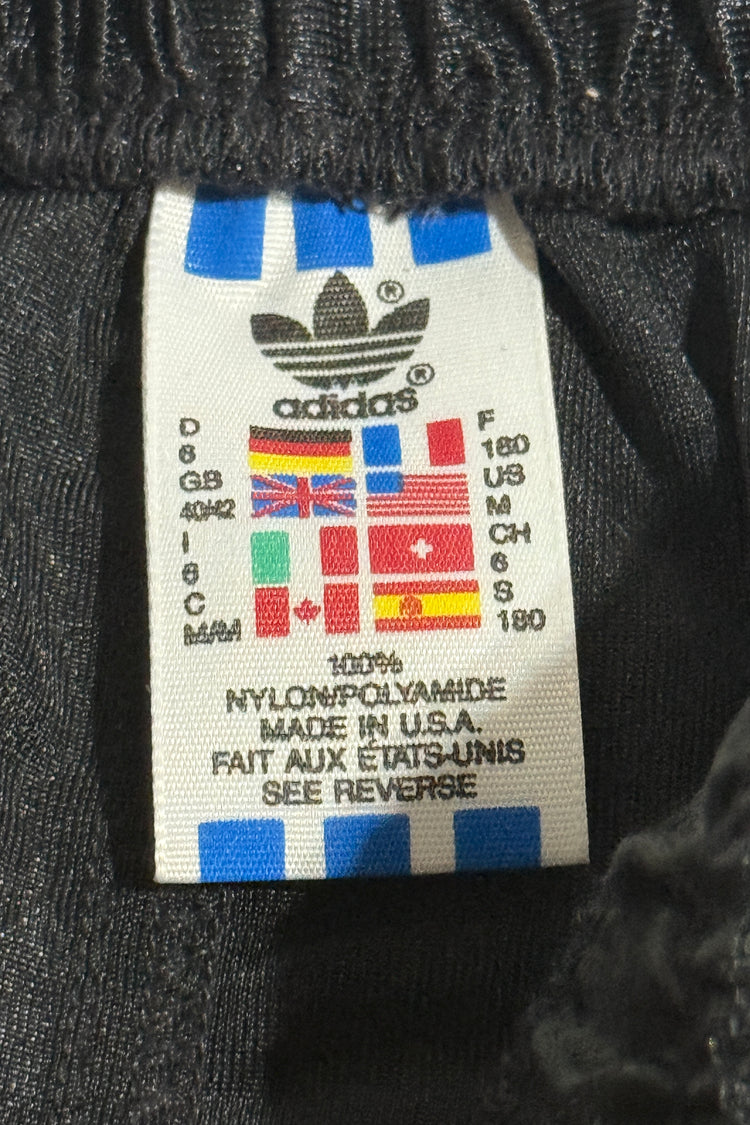 ®
adidas®
D
6
GB
40/42
I
6
C
M/M
F
180
US
M
CH
6
S
180
100%
NYLON/POLYAMIDE
MADE IN U.S.A.
FAIT AUX ÉTATS-UNIS
SEE REVERSE